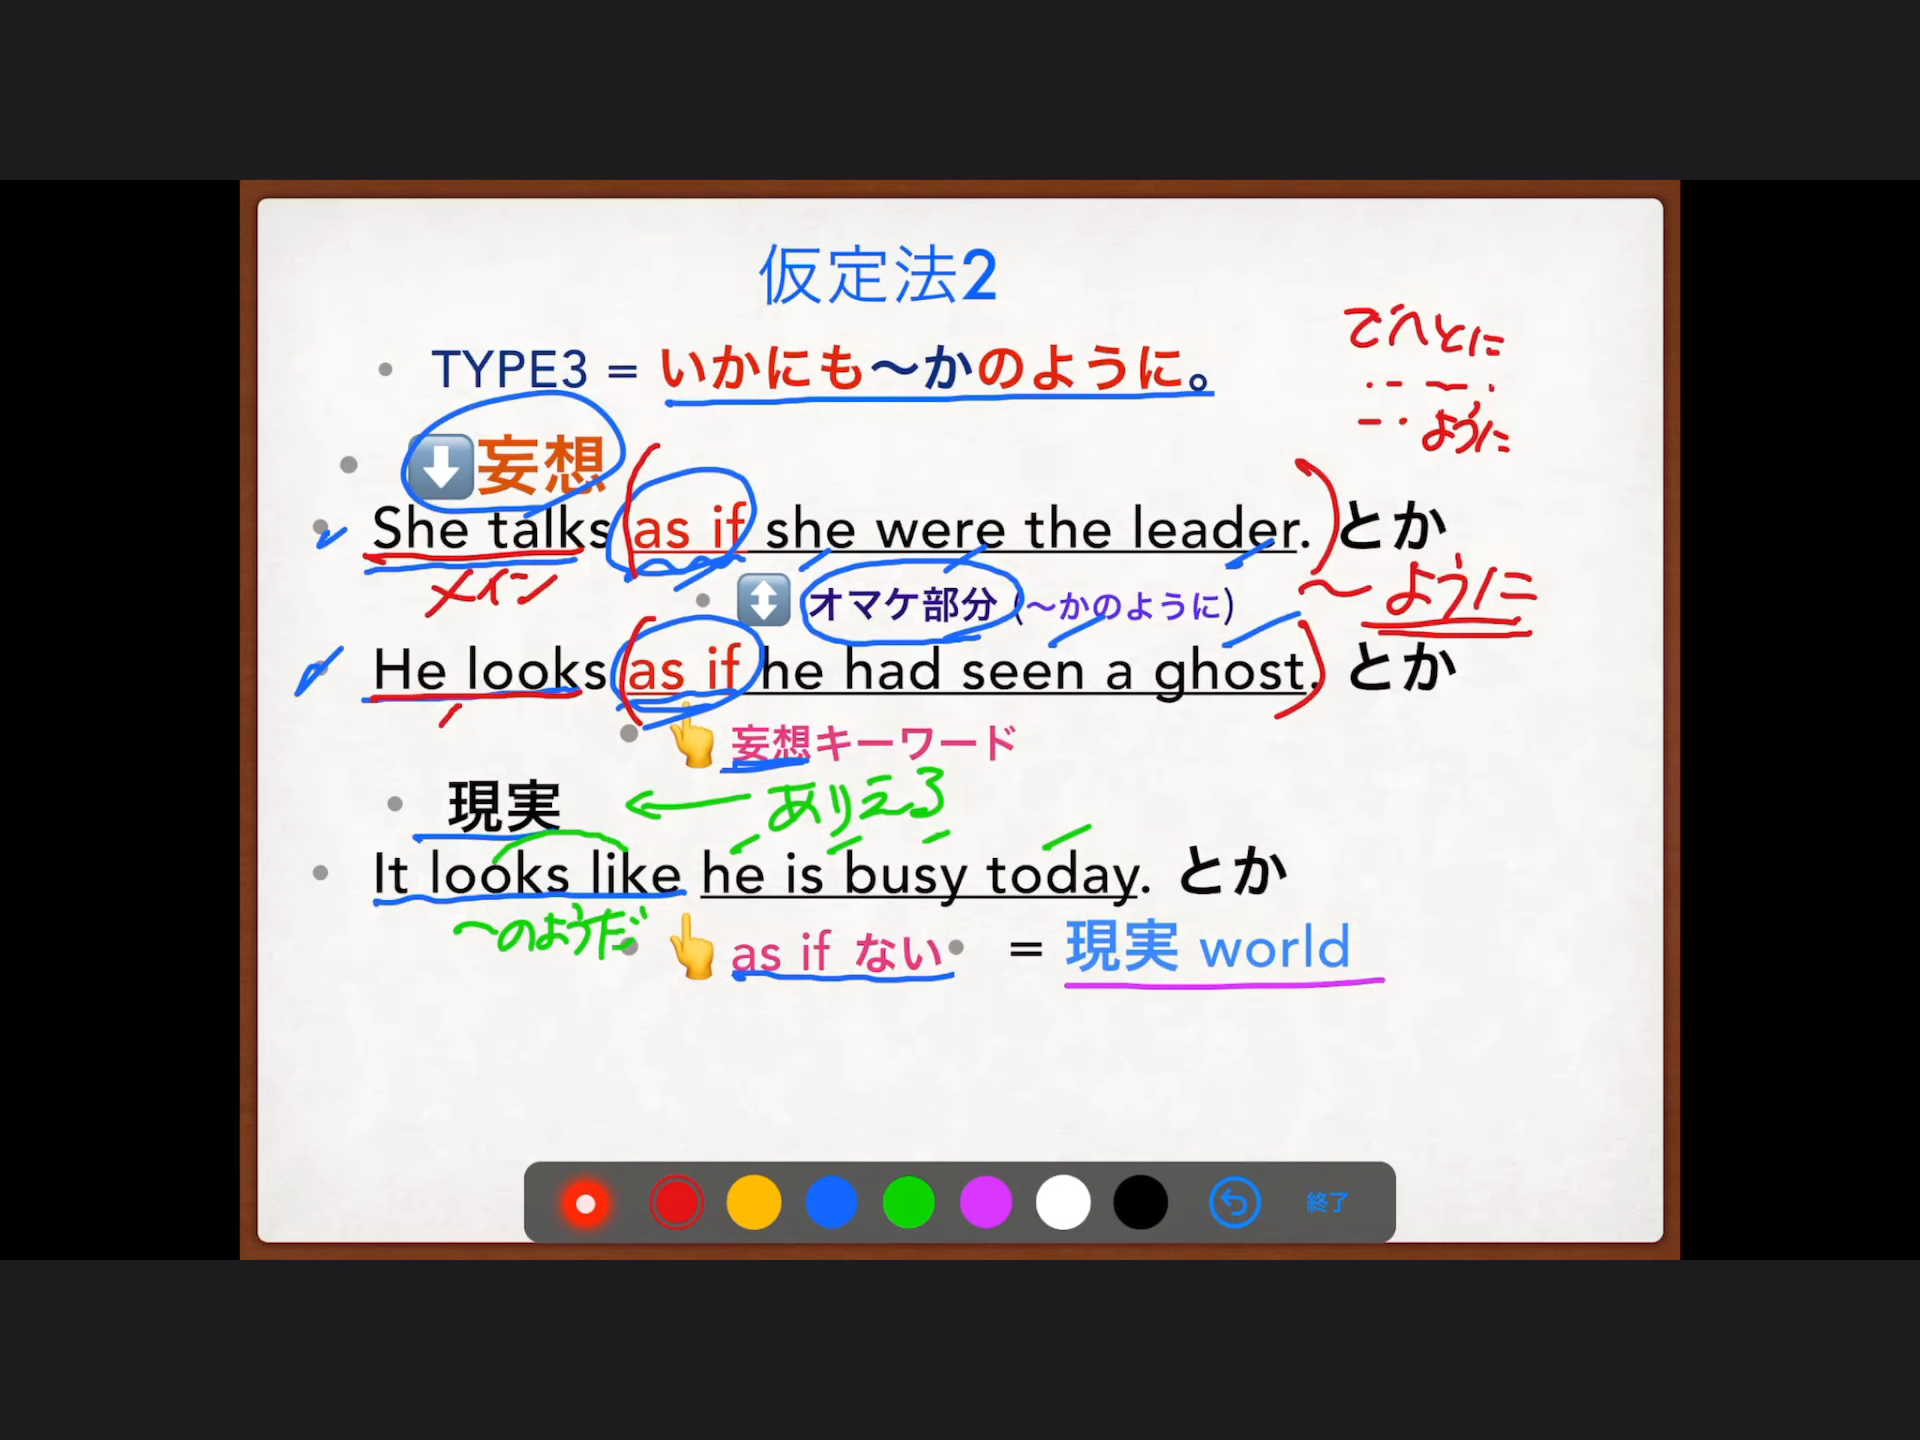 仮定法2
TYPE3 = いかにも〜かのように。
でへとに
ように
妄想
She talks as if she were the leader. とか
メイン
オマケ部分 (〜かのように)
〜ように
He looks as if he had seen a ghost. とか
妄想キーワード
現実 ← ありえる
It looks like he is busy today. とか
〜のようだ
as if ない = 現実 world
終了